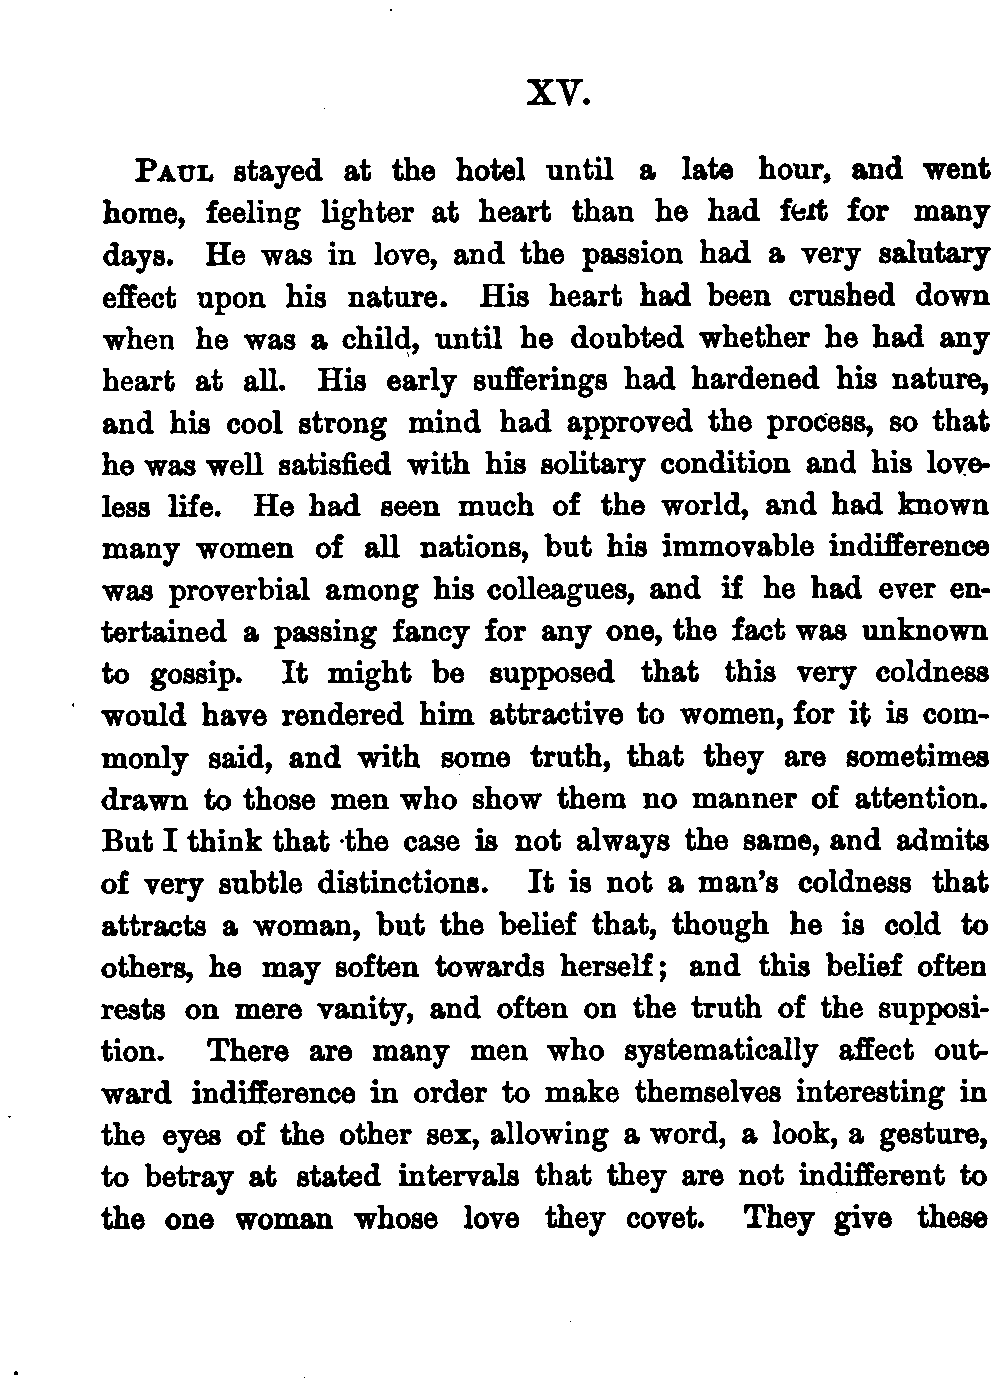 XV.
PAUL stayed at the hotel until a late hour, and went
home, feeling lighter at heart than he had felt for many
days. He was in love, and the passion had a very salutary
effect upon his nature. His heart had been crushed down
when he was a child, until he doubted whether he had any
heart at all. His early sufferings had hardened his nature,
and his cool strong mind had approved the process, so that
he was well satisfied with his solitary condition and his love-
less life. He had seen much of the world, and had known
many women of all nations, but his immovable indifference
was proverbial among his colleagues, and if he had ever en-
tertained a passing fancy for any one, the fact was unknown
to gossip. It might be supposed that this very coldness
would have rendered him attractive to women, for it is com-
monly said, and with some truth, that they are sometimes
drawn to those men who show them no manner of attention.
But I think that the case is not always the same, and admits
of very subtle distinctions. It is not a man's coldness that
attracts a woman, but the belief that, though he is cold to
others, he may soften towards herself; and this belief often
rests on mere vanity, and often on the truth of the supposi-
tion. There are many men who systematically affect out-
ward indifference in order to make themselves interesting in
the eyes of the other sex, allowing a word, a look, a gesture,
to betray at stated intervals that they are not indifferent to
the one woman whose love they covet. They give these